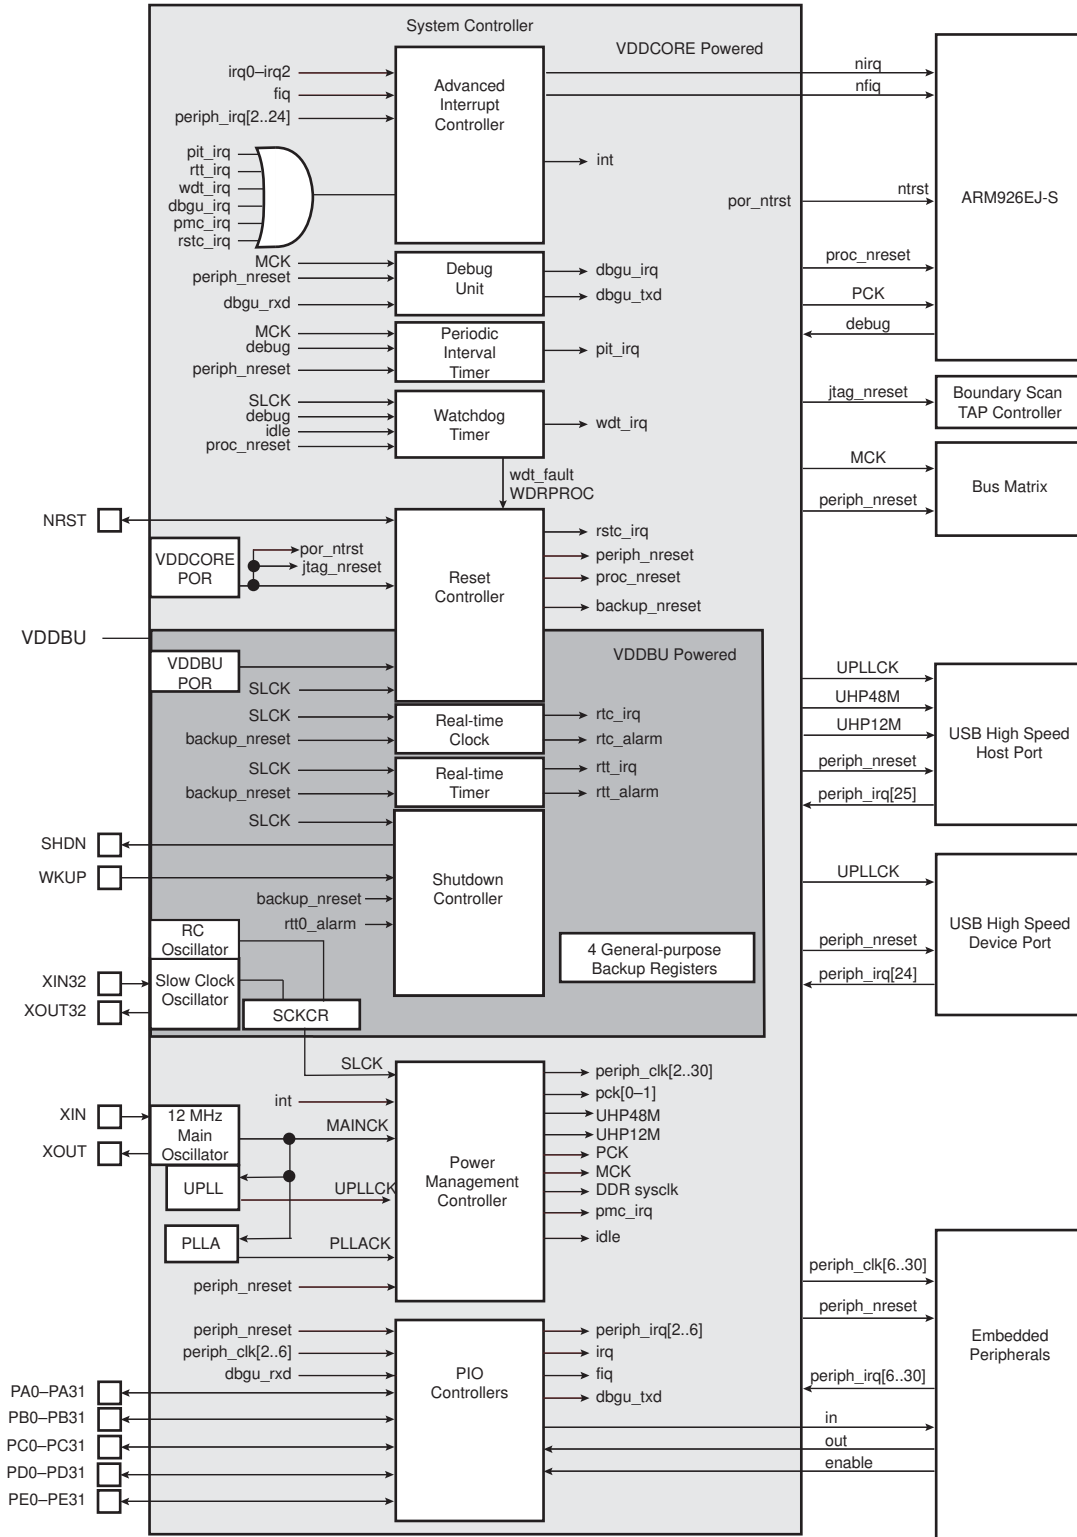 System Controller
VDDCORE Powered
irq0–irq2
fiq
periph_irq[2..24]
Advanced
Interrupt
Controller
nirq
nfiq
int
pit_irq
rtt_irq
wdt_irq
dbgu_irq
pmc_irq
rstc_irq
por_ntrst
ntrst
ARM926EJ-S
proc_nreset
PCK
debug
MCK
periph_nreset
dbgu_rxd
Debug
Unit
dbgu_irq
dbgu_txd
MCK
debug
periph_nreset
Periodic
Interval
Timer
pit_irq
SLCK
debug
idle
proc_nreset
Watchdog
Timer
wdt_irq
jtag_nreset
Boundary Scan
TAP Controller
wdt_fault
WDRPROC
MCK
periph_nreset
Bus Matrix
NRST
VDDCORE
POR
por_ntrst
jtag_nreset
Reset
Controller
rstc_irq
periph_nreset
proc_nreset
backup_nreset
VDDBU
VDDBU Powered
VDDBU
POR
SLCK
SLCK
backup_nreset
Real-time
Clock
rtc_irq
rtc_alarm
SLCK
backup_nreset
Real-time
Timer
rtt_irq
rtt_alarm
UPLLCK
UHP48M
UHP12M
periph_nreset
periph_irq[25]
USB High Speed
Host Port
SLCK
SHDN
WKUP
backup_nreset
rtt0_alarm
Shutdown
Controller
4 General-purpose
Backup Registers
UPLLCK
periph_nreset
periph_irq[24]
USB High Speed
Device Port
RC
Oscillator
XIN32
XOUT32
Slow Clock
Oscillator
SCKCR
SLCK
int
XIN
XOUT
12 MHz
Main
Oscillator
MAINCK
UPLL
UPLLCK
PLLA
PLLACK
periph_nreset
Power
Management
Controller
periph_clk[2..30]
pck[0–1]
UHP48M
UHP12M
PCK
MCK
DDR sysclk
pmc_irq
idle
periph_clk[6..30]
periph_nreset
periph_irq[6..30]
in
out
enable
Embedded
Peripherals
periph_nreset
periph_clk[2..6]
dbgu_rxd
PIO
Controllers
periph_irq[2..6]
irq
fiq
dbgu_txd
PA0–PA31
PB0–PB31
PC0–PC31
PD0–PD31
PE0–PE31